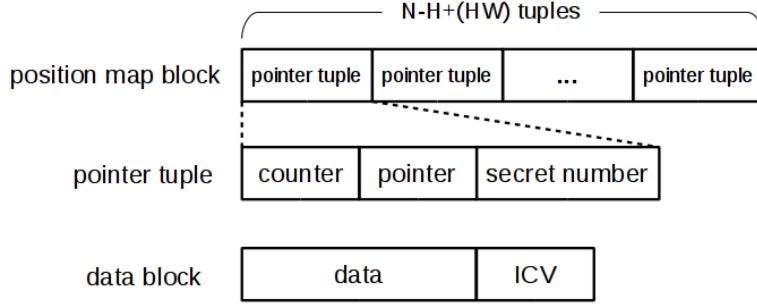 N-H+(HW) tuples
position map block pointer tuple pointer tuple ... pointer tuple
pointer tuple counter pointer secret number
data block data ICV